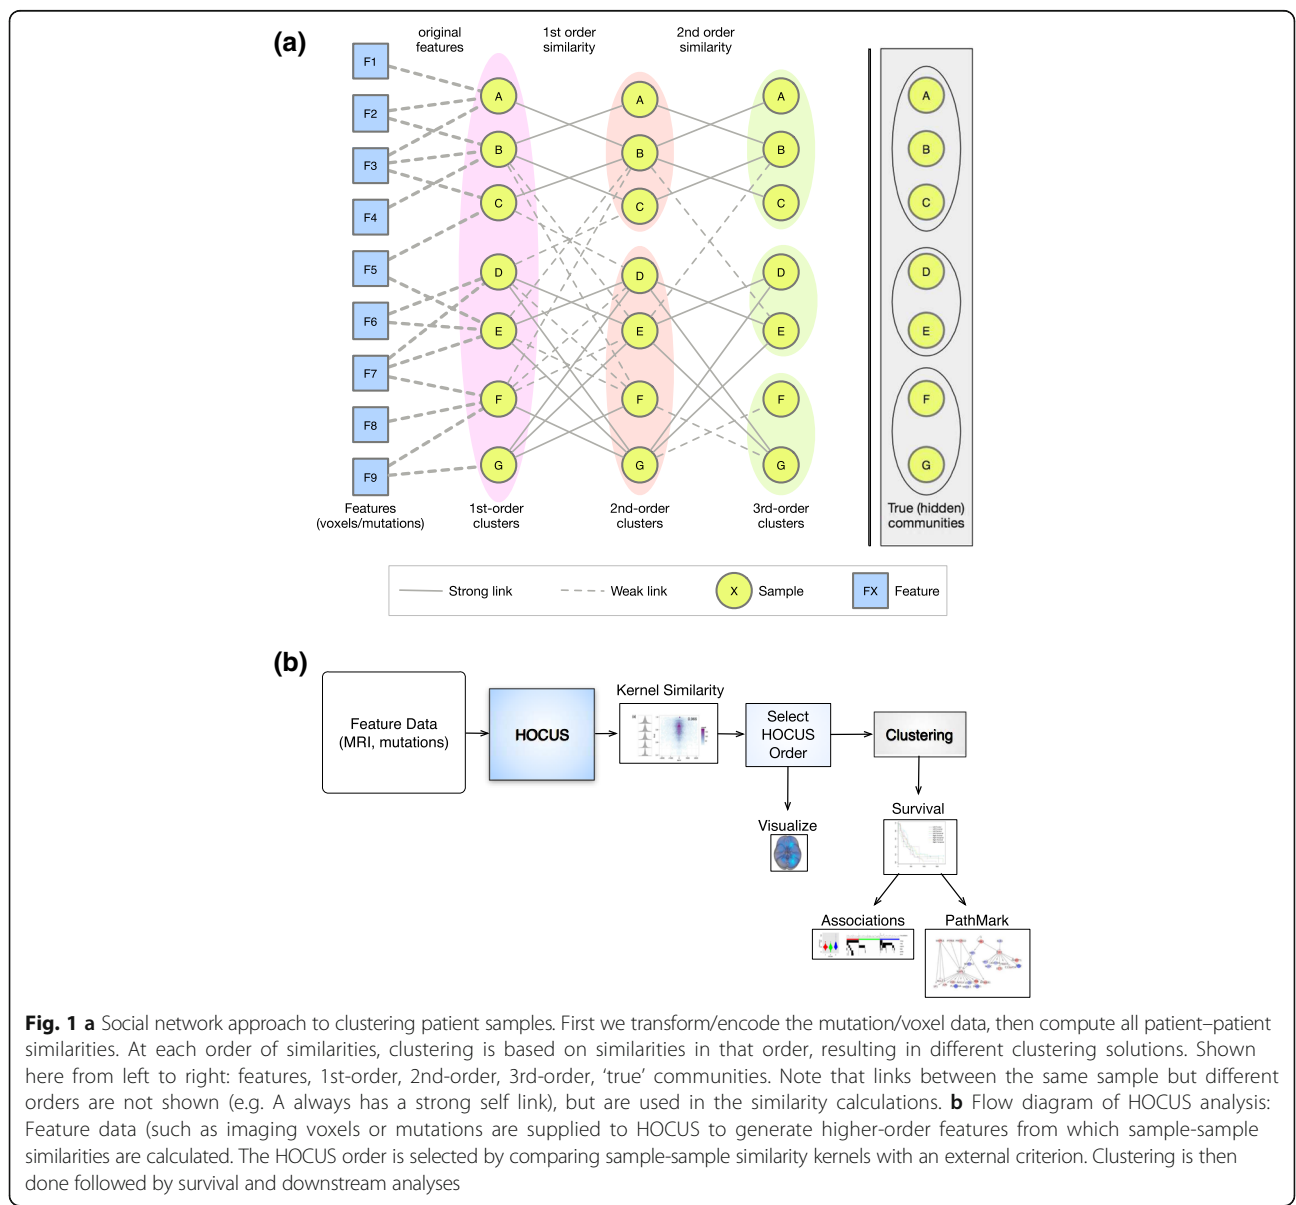 (a)
original
features
1st order
similarity
2nd order
similarity
F1
F2
F3
F4
F5
F6
F7
F8
F9
A
B
C
D
E
F
G
A
B
C
D
E
F
G
A
B
C
D
E
F
G
A
B
C
D
E
F
G
Features
(voxels/mutations)
1st-order
clusters
2nd-order
clusters
3rd-order
clusters
True (hidden)
communities
Strong link
Weak link
X
Sample
FX
Feature
(b)
Feature Data
(MRI, mutations)
HOCUS
Kernel Similarity
Select
HOCUS
Order
Clustering
Visualize
Survival
Associations
PathMark
Fig. 1 a Social network approach to clustering patient samples. First we transform/encode the mutation/voxel data, then compute all patient–patient
similarities. At each order of similarities, clustering is based on similarities in that order, resulting in different clustering solutions. Shown
here from left to right: features, 1st-order, 2nd-order, 3rd-order, ‘true’ communities. Note that links between the same sample but different
orders are not shown (e.g. A always has a strong self link), but are used in the similarity calculations. b Flow diagram of HOCUS analysis:
Feature data (such as imaging voxels or mutations are supplied to HOCUS to generate higher-order features from which sample-sample
similarities are calculated. The HOCUS order is selected by comparing sample-sample similarity kernels with an external criterion. Clustering is then
done followed by survival and downstream analyses